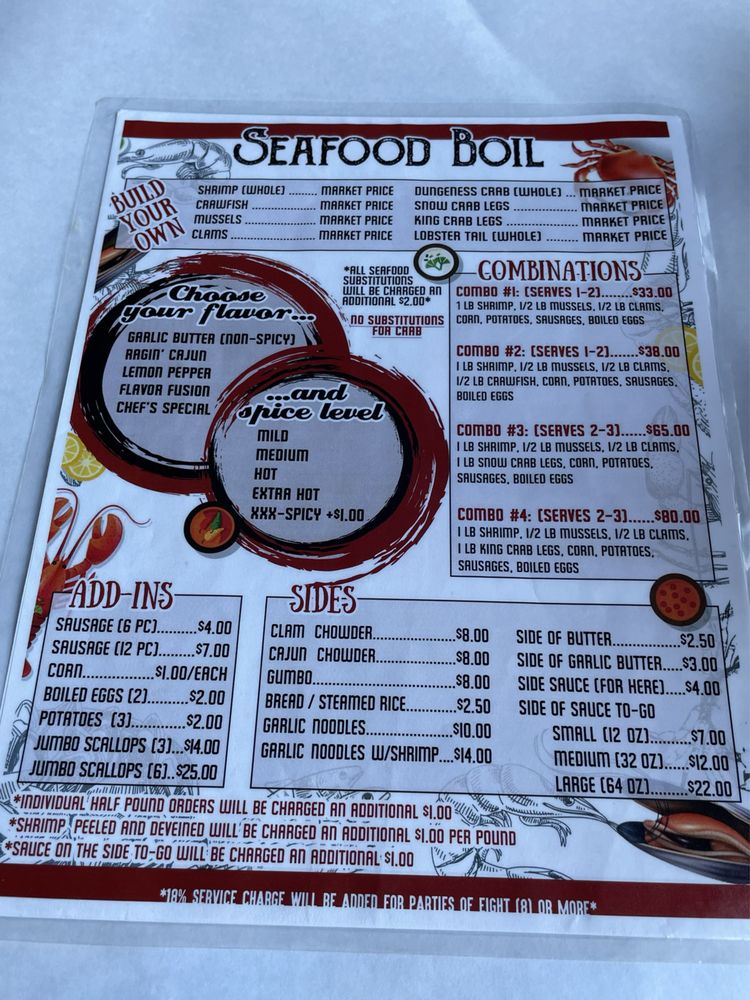 SEAFOOD BOIL
BUILD
YOUR
OWN
SHRIMP (WHOLE) ........ MARKET PRICE
CRAWFISH .................. MARKET PRICE
MUSSELS .................... MARKET PRICE
CLAMS ........................ MARKET PRICE
DUNGENESS CRAB (WHOLE) ... MARKET PRICE
SNOW CRAB LEGS ................ MARKET PRICE
KING CRAB LEGS .................. MARKET PRICE
LOBSTER TAIL (WHOLE) ........ MARKET PRICE
Choose
your flavor...
GARLIC BUTTER (NON-SPICY)
RAGIN' CAJUN
LEMON PEPPER
FLAVOR FUSION
CHEF'S SPECIAL
...and
spice level
MILD
MEDIUM
HOT
EXTRA HOT
XXX-SPICY +$1.00
*ALL SEAFOOD
SUBSTITUTIONS
WILL BE CHARGED AN
ADDITIONAL $2.00*
NO SUBSTITUTIONS
FOR CRAB
COMBINATIONS
COMBO #1: (SERVES 1-2)........$33.00
1 LB SHRIMP, 1/2 LB MUSSELS, 1/2 LB CLAMS,
CORN, POTATOES, SAUSAGES, BOILED EGGS
COMBO #2: (SERVES 1-2).......$38.00
1 LB SHRIMP, 1/2 LB MUSSELS, 1/2 LB CLAMS,
1/2 LB CRAWFISH, CORN, POTATOES, SAUSAGES,
BOILED EGGS
COMBO #3: (SERVES 2-3)......$65.00
1 LB SHRIMP, 1/2 LB MUSSELS, 1/2 LB CLAMS,
1 LB SNOW CRAB LEGS, CORN, POTATOES,
SAUSAGES, BOILED EGGS
COMBO #4: (SERVES 2-3)......$80.00
1 LB SHRIMP, 1/2 LB MUSSELS, 1/2 LB CLAMS,
1 LB KING CRAB LEGS, CORN, POTATOES,
SAUSAGES, BOILED EGGS
ADD-INS
SAUSAGE (6 PC).........$4.00
SAUSAGE (12 PC).......$7.00
CORN.................$1.00/EACH
BOILED EGGS (2)..........$2.00
POTATOES (3).............$2.00
JUMBO SCALLOPS (3)...$14.00
JUMBO SCALLOPS (6)..$25.00
SIDES
CLAM CHOWDER....................$8.00
CAJUN CHOWDER..................$8.00
GUMBO.................................$8.00
BREAD / STEAMED RICE............$2.50
GARLIC NOODLES....................$10.00
GARLIC NOODLES W/SHRIMP....$14.00
SIDE OF BUTTER..............$2.50
SIDE OF GARLIC BUTTER.....$3.00
SIDE SAUCE (FOR HERE).....$4.00
SIDE OF SAUCE TO-GO
SMALL (12 OZ).........$7.00
MEDIUM (32 OZ).....$12.00
LARGE (64 OZ)........$22.00
*INDIVIDUAL HALF POUND ORDERS WILL BE CHARGED AN ADDITIONAL $1.00
*SHRIMP PEELED AND DEVEINED WILL BE CHARGED AN ADDITIONAL $1.00 PER POUND
*SAUCE ON THE SIDE TO-GO WILL BE CHARGED AN ADDITIONAL $1.00
*18% SERVICE CHARGE WILL BE ADDED FOR PARTIES OF EIGHT (8) OR MORE*